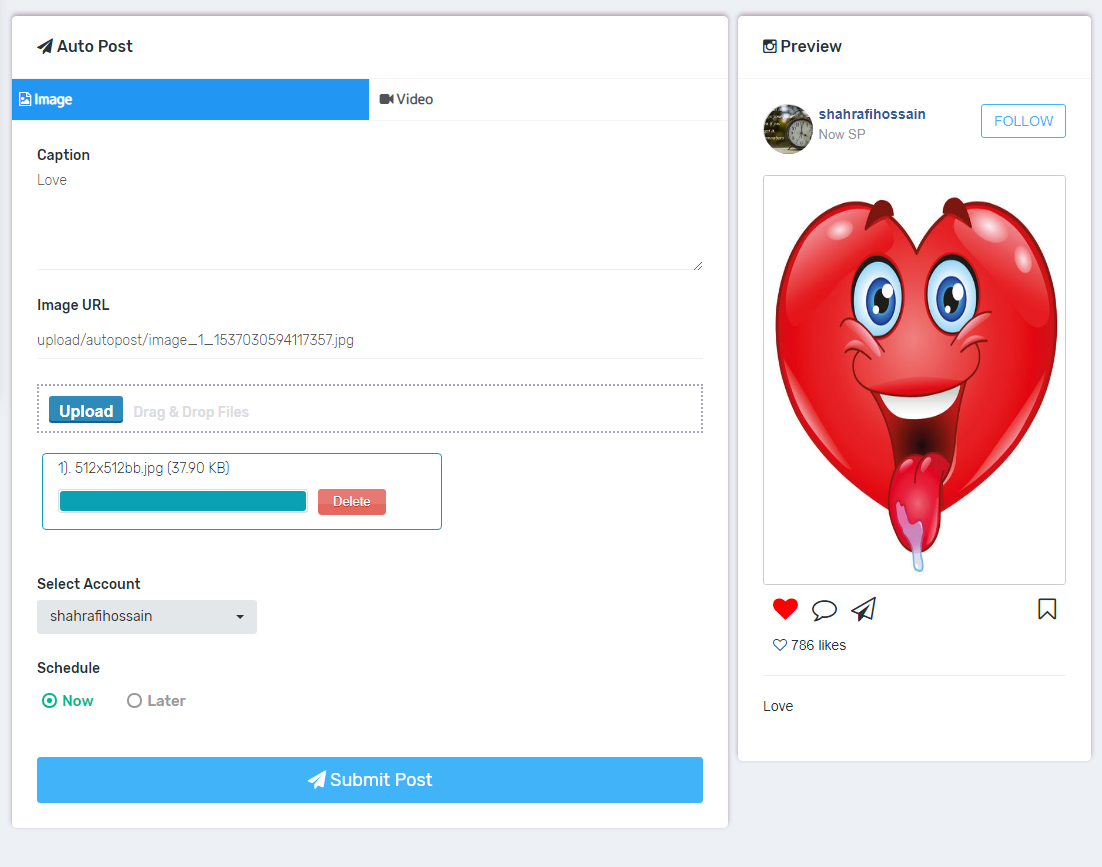 Auto Post
Image
Video
Caption
Love
Image URL
upload/autopost/image_1_1537030594117357.jpg
Upload
Drag & Drop Files
1). 512x512bb.jpg (37.90 KB)
Delete
Select Account
shahrafihossain
Schedule
Now
Later
Submit Post
Preview
shahrafihossain
Now SP
FOLLOW
786 likes
Love